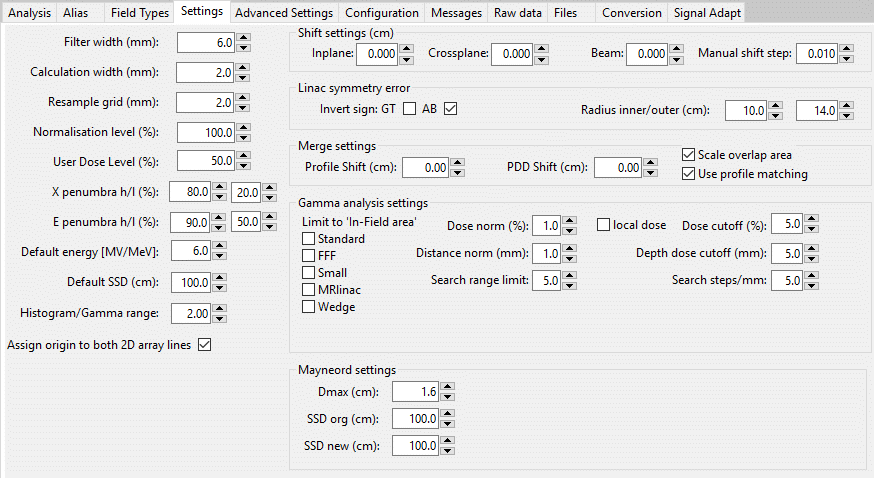 Analysis Alias Field Types Settings Advanced Settings Configuration Messages Raw data Files Conversion Signal Adapt
Filter width (mm): 6.0
Calculation width (mm): 2.0
Resample grid (mm): 2.0
Normalisation level (%): 100.0
User Dose Level (%): 50.0
X penumbra h/l (%): 80.0 20.0
E penumbra h/l (%): 90.0 50.0
Default energy [MV/MeV]: 6.0
Default SSD (cm): 100.0
Histogram/Gamma range: 2.00
Assign origin to both 2D array lines
Shift settings (cm)
Inplane: 0.000 Crossplane: 0.000 Beam: 0.000 Manual shift step: 0.010
Linac symmetry error
Invert sign: GT AB Radius inner/outer (cm): 10.0 14.0
Merge settings
Profile Shift (cm): 0.00 PDD Shift (cm): 0.00
Scale overlap area
Use profile matching
Gamma analysis settings
Limit to 'In-Field area'
Standard
FFF
Small
MRlinac
Wedge
Dose norm (%): 1.0 local dose Dose cutoff (%): 5.0
Distance norm (mm): 1.0 Depth dose cutoff (mm): 5.0
Search range limit: 5.0 Search steps/mm: 5.0
Mayneord settings
Dmax (cm): 1.6
SSD org (cm): 100.0
SSD new (cm): 100.0